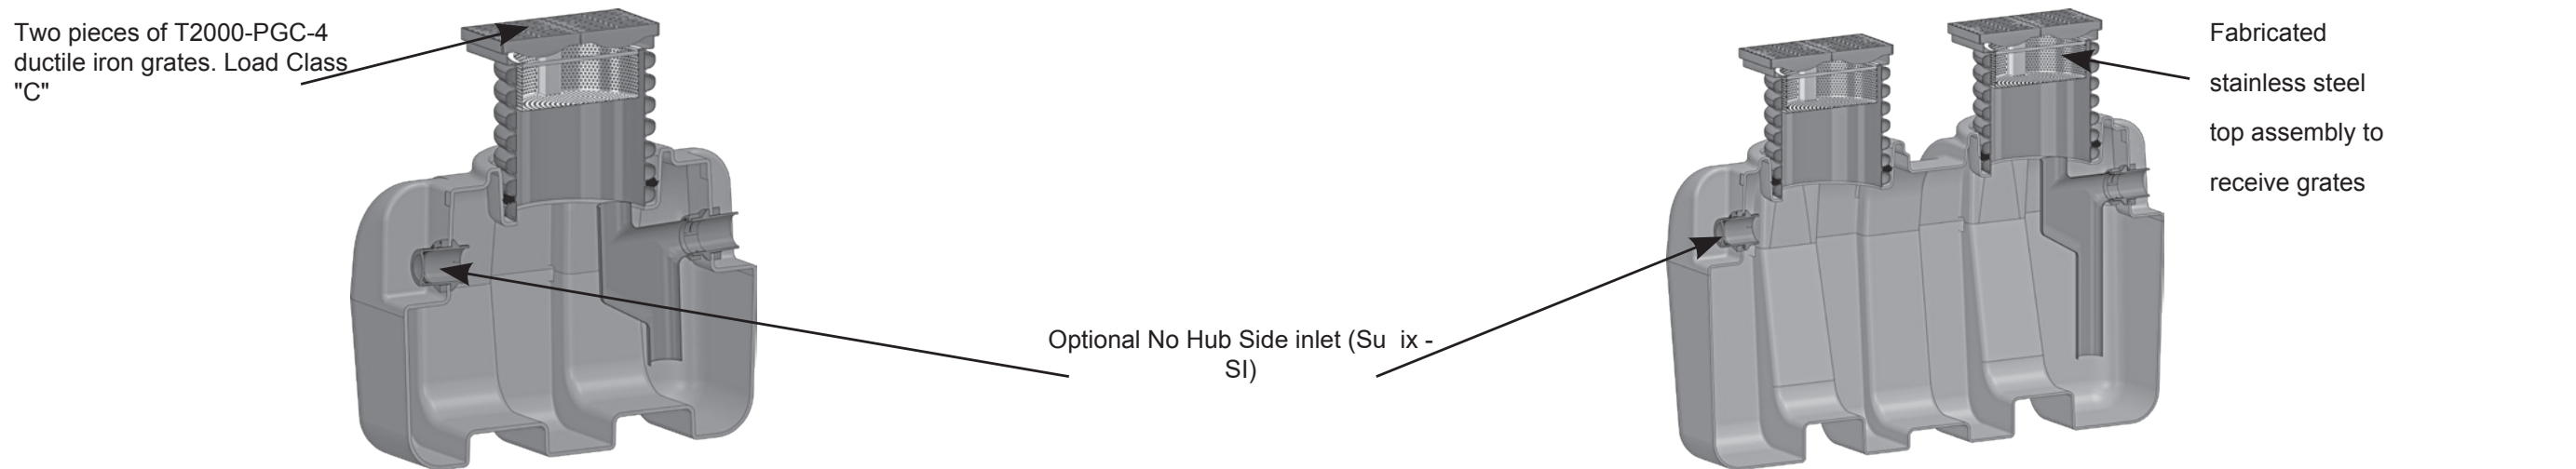 Two pieces of T2000-PGC-4
ductile iron grates. Load Class
"C"
Optional No Hub Side inlet (Su ix -
SI)
Fabricated
stainless steel
top assembly to
receive grates